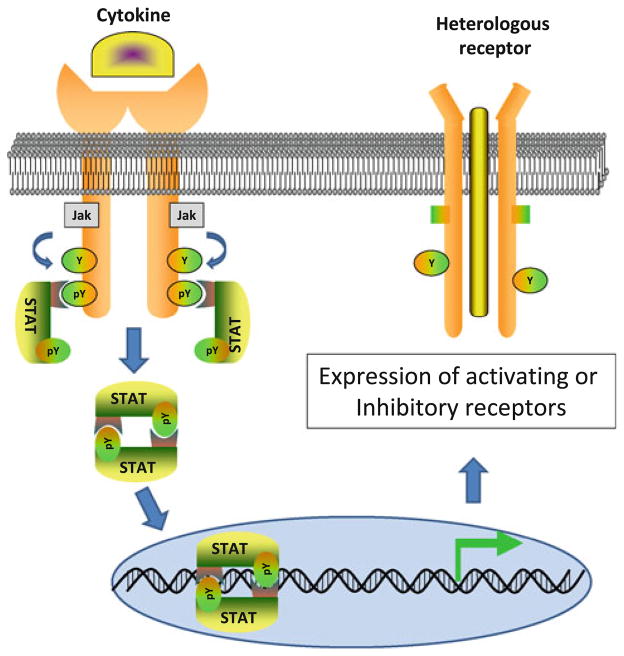 Cytokine
Heterologous
receptor
Jak
Jak
Y
Y
Y
Y
pY
pY
STAT
STAT
pY
pY
Expression of activating or
Inhibitory receptors
STAT
pY
pY
STAT
STAT
pY
pY
STAT